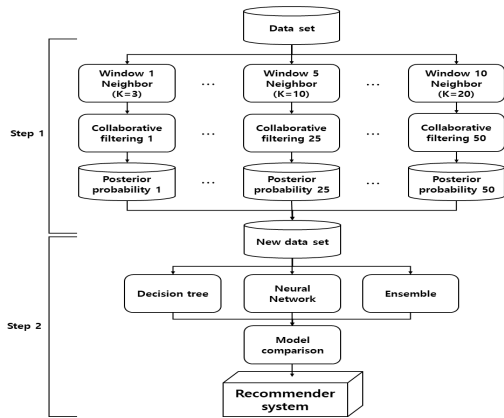 Data set
Step 1
Window 1
Neighbor
(K=3)
...
Window 5
Neighbor
(K=10)
...
Window 10
Neighbor
(K=20)
Collaborative
filtering 1
...
Collaborative
filtering 25
...
Collaborative
filtering 50
Posterior
probability 1
...
Posterior
probability 25
...
Posterior
probability 50
New data set
Step 2
Decision tree
Neural
Network
Ensemble
Model
comparison
Recommender
system